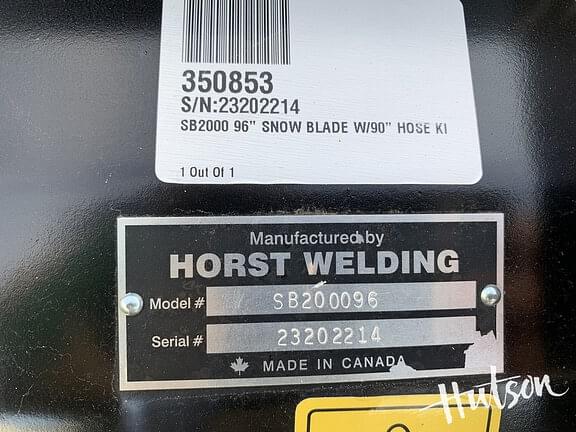 350853
S/N:23202214
SB2000 96" SNOW BLADE W/90" HOSE KI
1 Out Of 1
Manufactured by
HORST WELDING
Model # SB200096
Serial # 23202214
MADE IN CANADA
Hutson